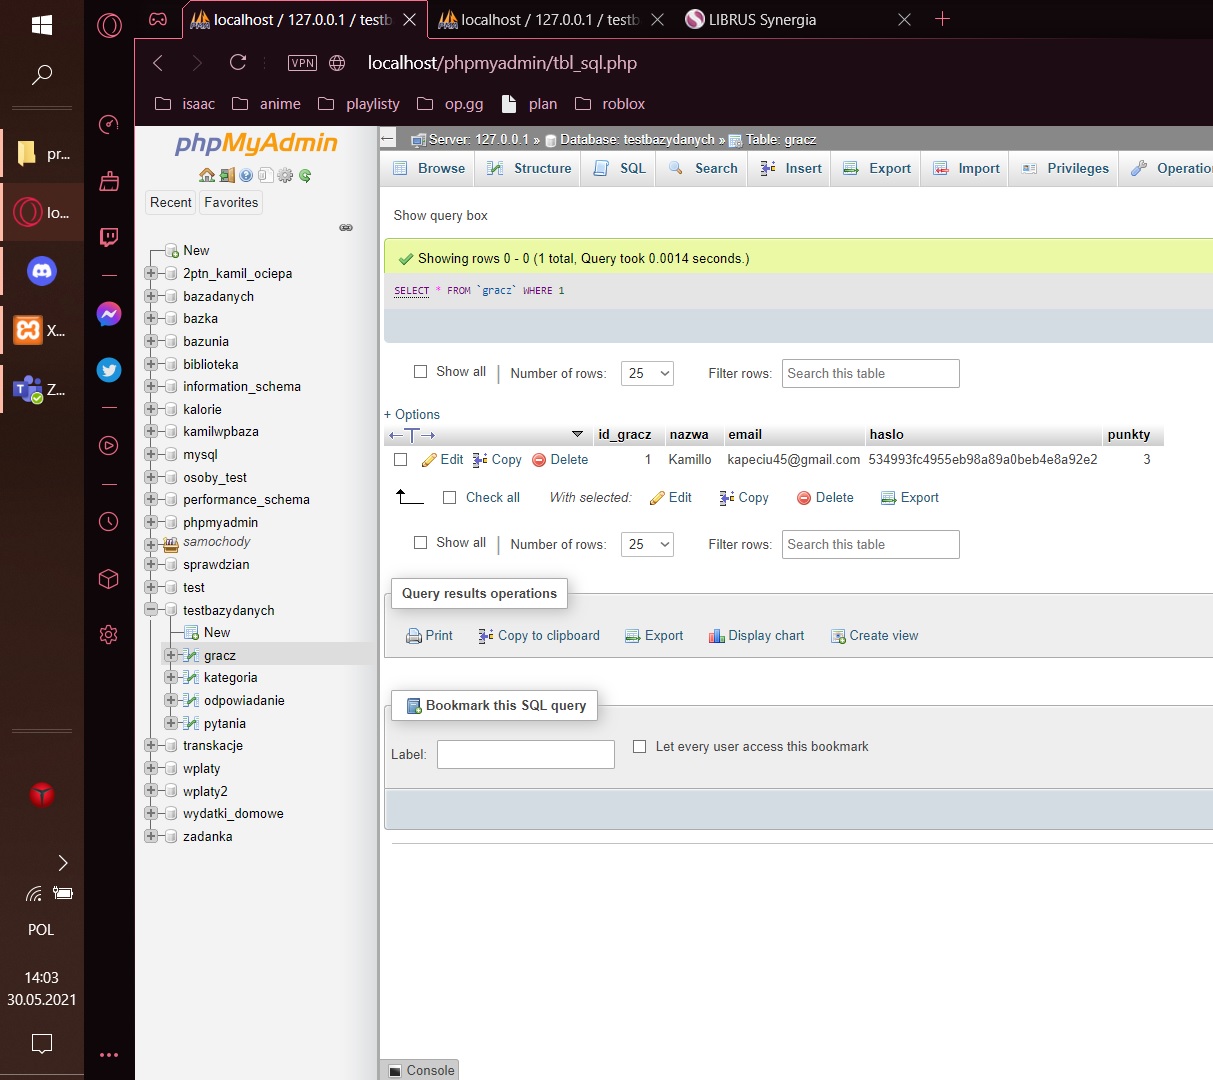 localhost / 127.0.0.1 / testb
localhost / 127.0.0.1 / testb
LIBRUS Synergia
VPN
localhost/phpmyadmin/tbl_sql.php
isaac
anime
playlisty
op.gg
plan
roblox
pr...
lo...
X...
Z...
POL
14:03
30.05.2021
phpMyAdmin
Recent
Favorites
New
2ptn_kamil_ociepa
bazadanych
bazka
bazunia
biblioteka
information_schema
kalorie
kamilwpbaza
mysql
osoby_test
performance_schema
phpmyadmin
samochody
sprawdzian
test
testbazydanych
New
gracz
kategoria
odpowiadanie
pytania
transkacje
wplaty
wplaty2
wydatki_domowe
zadanka
Server: 127.0.0.1 » Database: testbazydanych » Table: gracz
Browse Structure SQL Search Insert Export Import Privileges Operatio
Show query box
Showing rows 0 - 0 (1 total, Query took 0.0014 seconds.)
SELECT * FROM `gracz` WHERE 1
Show all Number of rows: 25 Filter rows: Search this table
+ Options
id_gracz nazwa email haslo punkty
Edit Copy Delete 1 Kamillo kapeciu45@gmail.com 534993fc4955eb98a89a0beb4e8a92e2 3
Check all With selected: Edit Copy Delete Export
Show all Number of rows: 25 Filter rows: Search this table
Query results operations
Print Copy to clipboard Export Display chart Create view
Bookmark this SQL query
Label: Let every user access this bookmark
Console